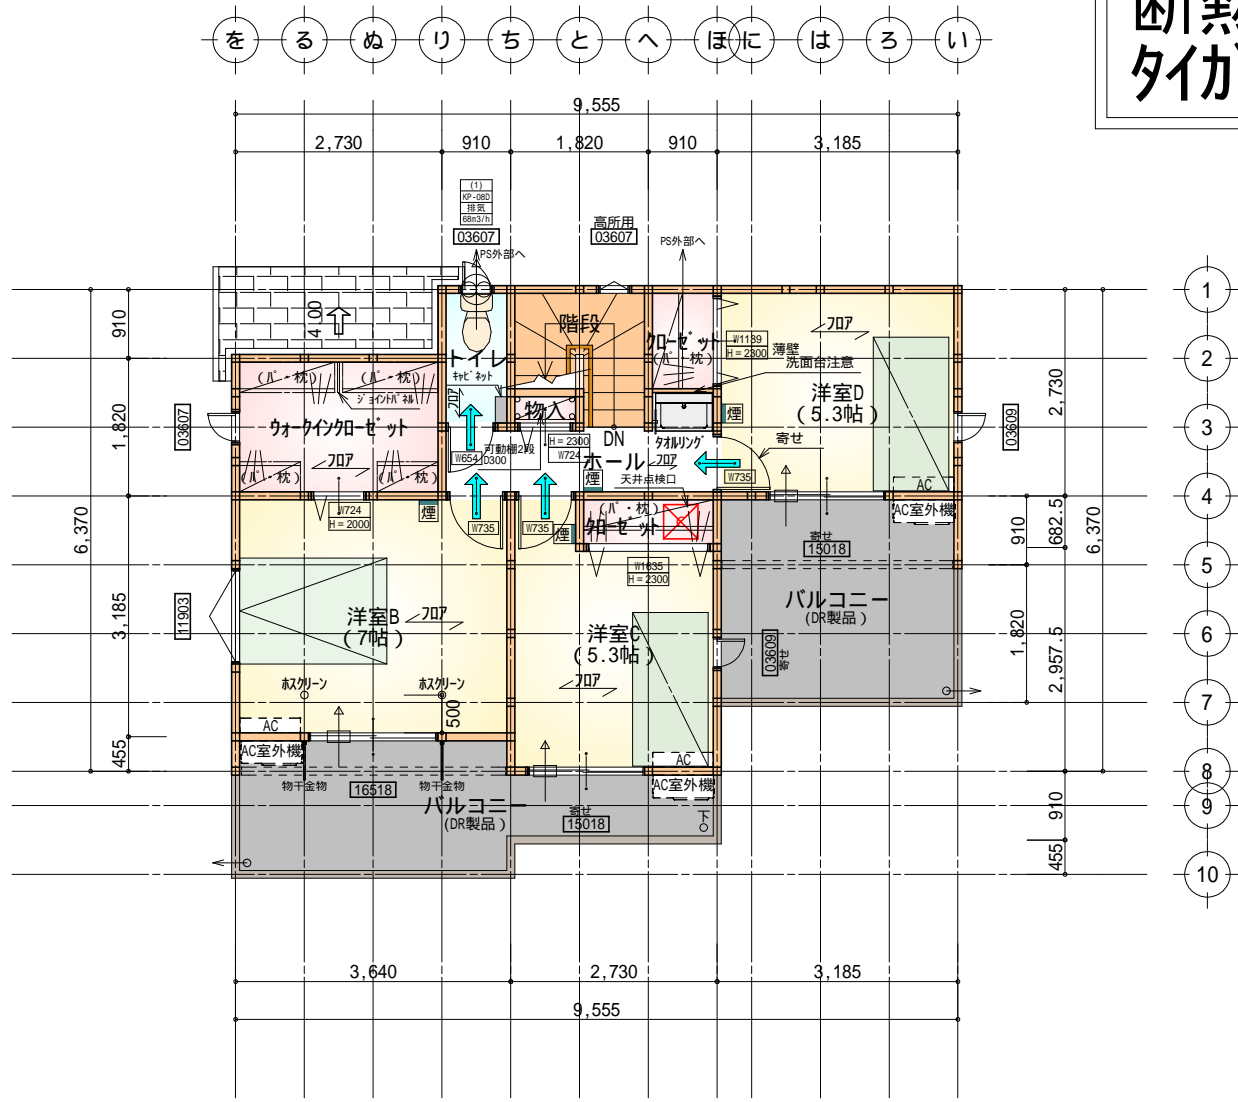 断熱
タイガ
を る ぬ り ち と へ ほ に は ろ い
9,555
2,730 910 1,820 910 3,185
(1)
KP-08D
排気
68m3/h
03607
PS外部へ
高所用
03607
PS外部へ
1
2
3
4
5
6
7
8
9
10
910
1,820
3,185
455
6,370
4.00
トイレ
ｷｬﾋﾞﾈｯﾄ
フロア
階段
クローゼット
(パ・枕)
W1139
H=2300
薄壁
洗面台注意
フロア
洋室D
(5.3帖)
03609
2,730
(パ・枕)
(パ・枕)
ｼﾞｮｲﾝﾄﾊﾟﾈﾙ
ウォークインクローゼット
フロア
(パ・枕)
(パ・枕)
03607
物入
DN
H=2300
W724
可動棚2段
D300
W654
タオルリング
ホール
フロア
天井点検口
煙
寄せ
W735
煙
AC
AC室外機
W724
H=2000
煙
W735
W735
煙
(パ・枕)
クローゼット
W1635
H=2300
寄せ
15018
910
682.5
6,370
1,820
2,957.5
バルコニー
(DR製品)
03609
寄せ
11903
洋室B
(7帖)
フロア
洋室C
(5.3帖)
フロア
ホスクリーン
ホスクリーン
500
AC
AC室外機
物干金物
物干金物
16518
バルコニー
(DR製品)
寄せ
15018
AC
AC室外機
下
910
455
3,640 2,730 3,185
9,555